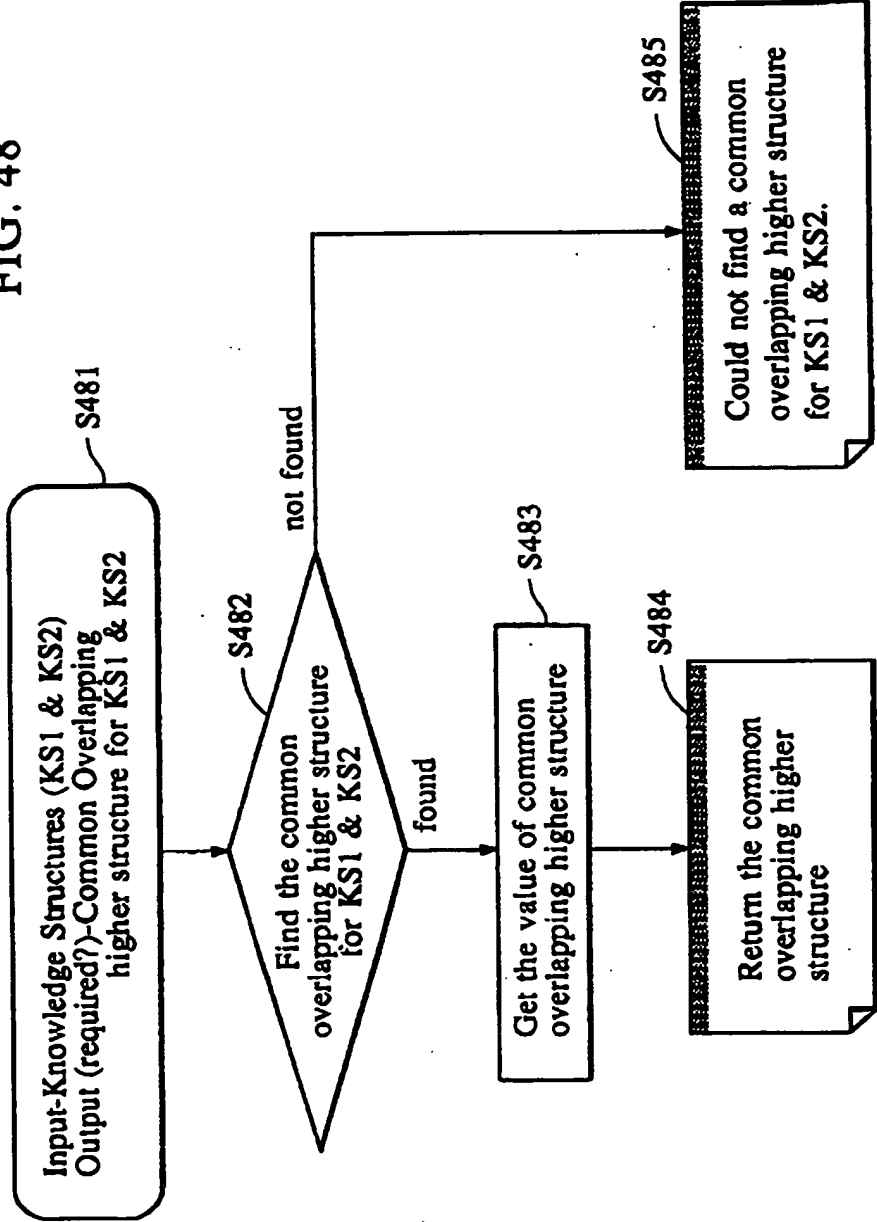 FIG. 48
Input-Knowledge Structures (KS1 & KS2)
Output (required?)-Common Overlapping
higher structure for KS1 & KS2
S481
Find the common
overlapping higher structure
for KS1 & KS2
S482
not found
found
Get the value of common
overlapping higher structure
S483
Return the common
overlapping higher
structure
S484
Could not find a common
overlapping higher structure
for KS1 & KS2.
S485